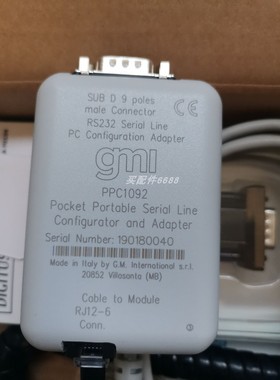 SUB D 9 poles
male Connector
RS232 Serial Line
PC Configuration Adapter
gmi
买配件8888
PPC1092
Pocket Portable Serial Line
Configurator and Adapter
Serial Number: 190180040
Made in Italy by G.M. International s.r.l.
20852 Villasanta (MB)
Cable to Module
RJ12-6
Conn.
CE
DIGITUS